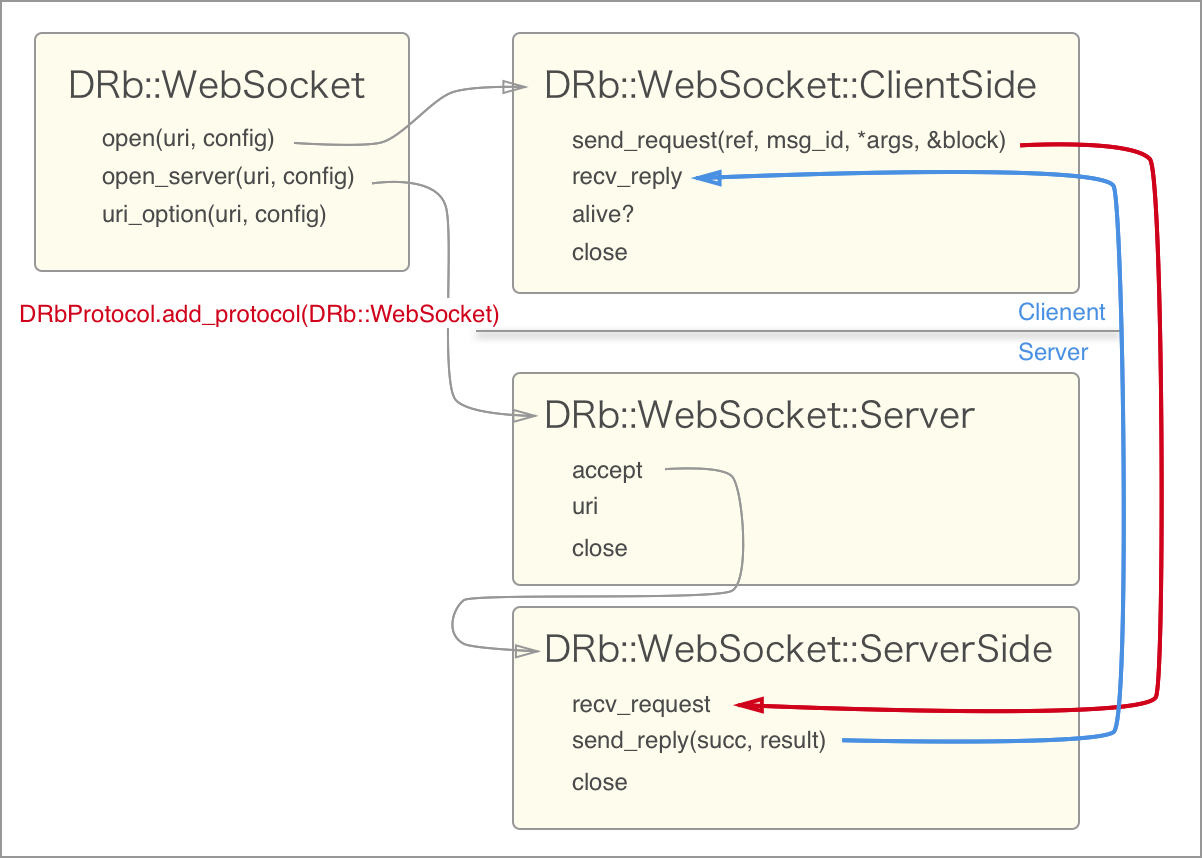 DRb::WebSocket
open(uri, config)
open_server(uri, config)
uri_option(uri, config)
DRb::WebSocket::ClientSide
send_request(ref, msg_id, *args, &block)
recv_reply
alive?
close
DRbProtocol.add_protocol(DRb::WebSocket)
Clienent
Server
DRb::WebSocket::Server
accept
uri
close
DRb::WebSocket::ServerSide
recv_request
send_reply(succ, result)
close